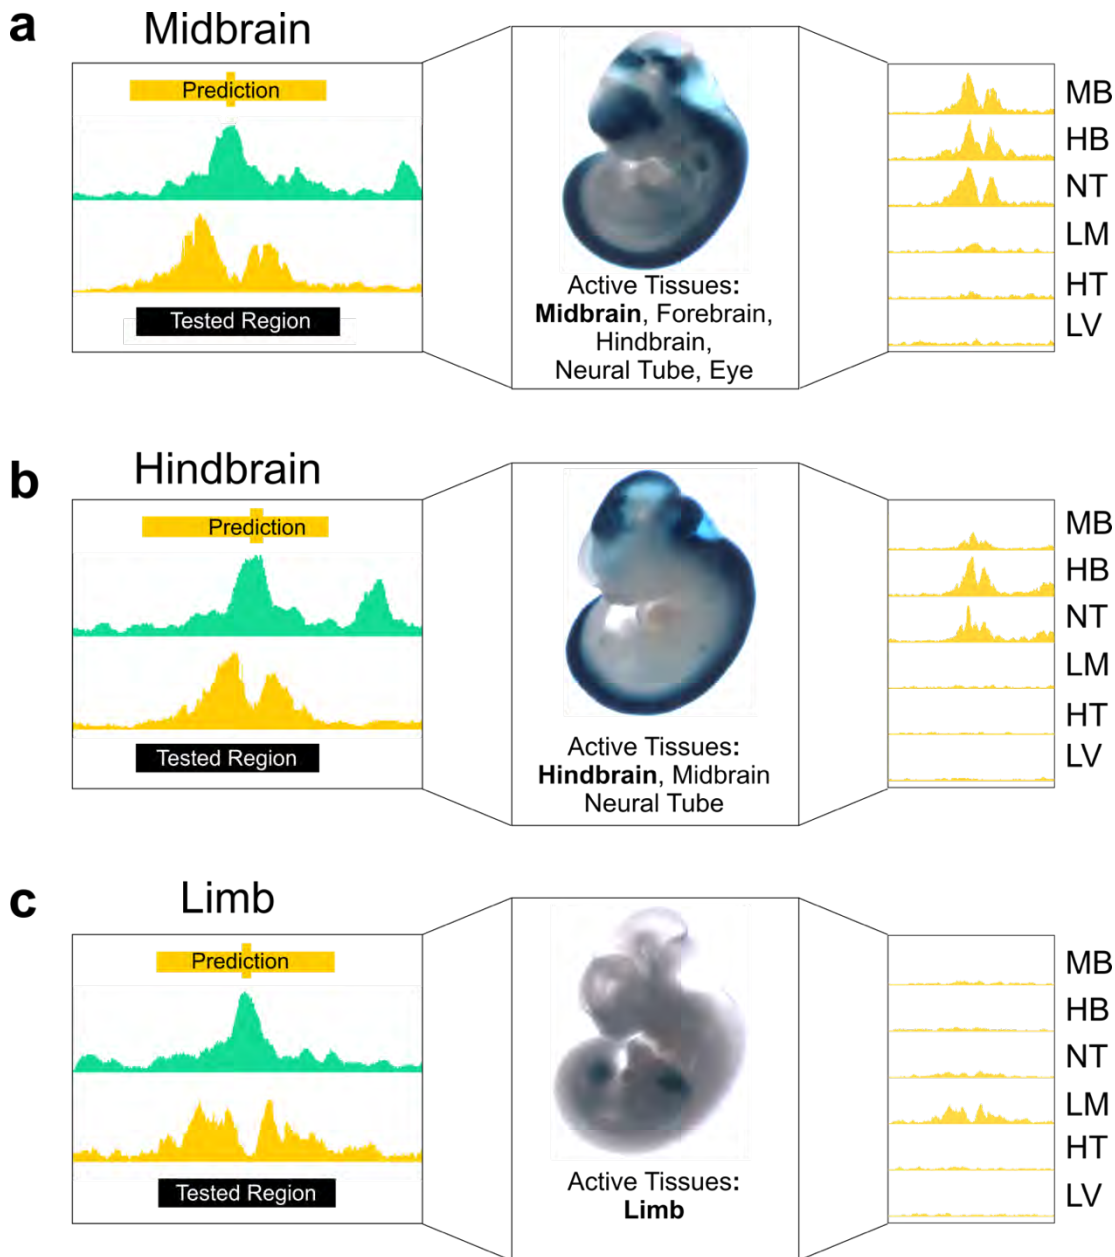 a
Midbrain
Prediction
Tested Region
Active Tissues:
Midbrain, Forebrain,
Hindbrain,
Neural Tube, Eye
MB
HB
NT
LM
HT
LV
b
Hindbrain
Prediction
Tested Region
Active Tissues:
Hindbrain, Midbrain
Neural Tube
MB
HB
NT
LM
HT
LV
c
Limb
Prediction
Tested Region
Active Tissues:
Limb
MB
HB
NT
LM
HT
LV